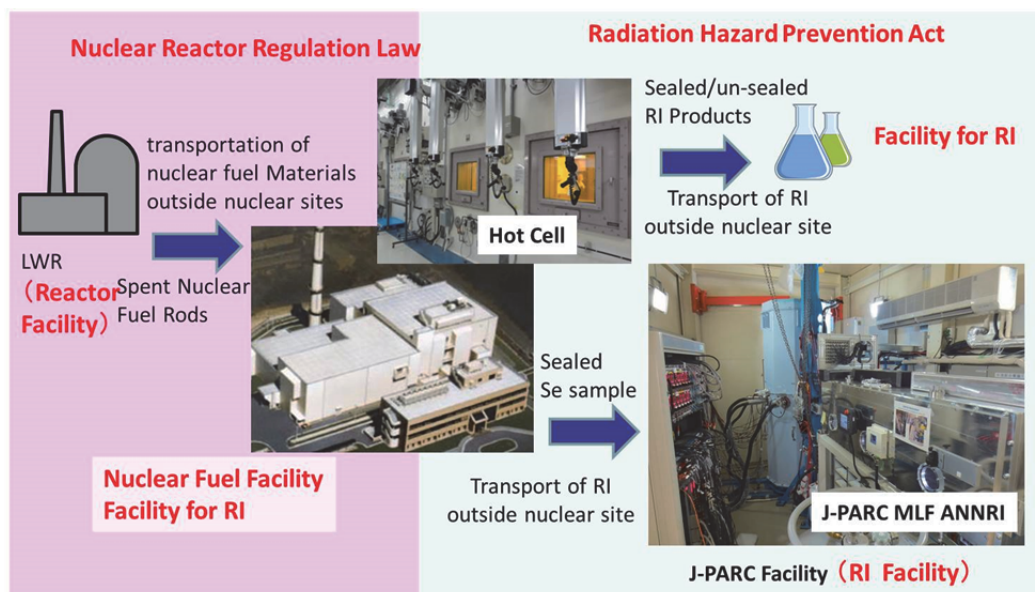 Nuclear Reactor Regulation Law
Radiation Hazard Prevention Act
transportation of
nuclear fuel Materials
outside nuclear sites
LWR
（Reactor
Facility)
Spent Nuclear
Fuel Rods
Hot Cell
Sealed/un-sealed
RI Products
Transport of RI
outside nuclear site
Facility for RI
Sealed
Se sample
Transport of RI
outside nuclear site
Nuclear Fuel Facility
Facility for RI
J-PARC MLF ANNRI
J-PARC Facility（RI Facility）